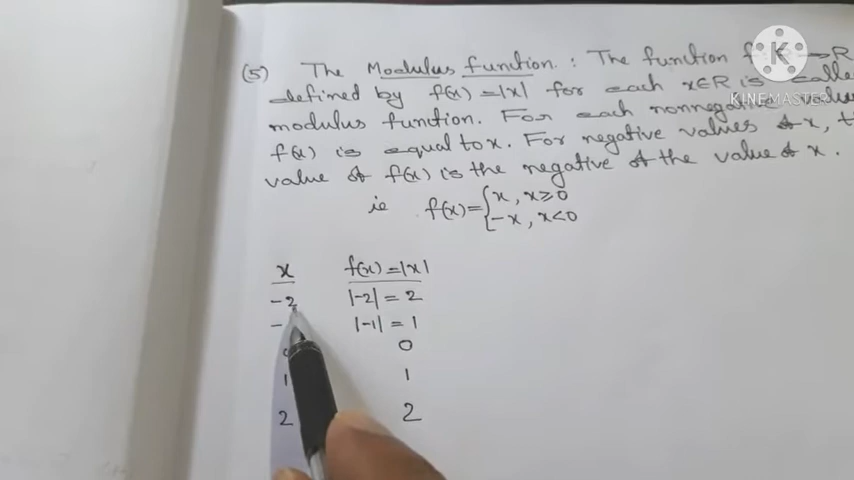 (5) The Modulus function : The function f → R
defined by f(x) = |x| for each x∈R is calle
modulus function. For each nonnegative value
f(x) is equal to x. For negative values of x, t
value of f(x) is the negative of the value of x.
ie f(x) = { x , x ≥ 0
-x , x < 0
x f(x) = |x|
-2 |-2| = 2
- |-1| = 1
0
1 1
2 2
K
KINEMASTER